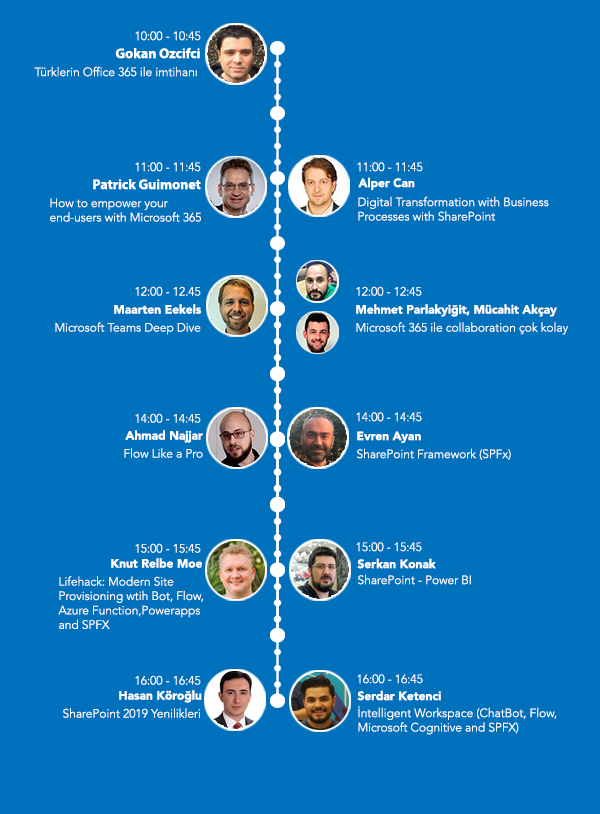 10:00 - 10:45
Gokan Ozcifci
Türklerin Office 365 ile imtihanı
11:00 - 11:45
Patrick Guimonet
How to empower your
end-users with Microsoft 365
11:00 - 11:45
Alper Can
Digital Transformation with Business
Processes with SharePoint
12:00 - 12.45
Maarten Eekels
Microsoft Teams Deep Dive
12:00 - 12:45
Mehmet Parlakyiğit, Mücahit Akçay
Microsoft 365 ile collaboration çok kolay
14:00 - 14:45
Ahmad Najjar
Flow Like a Pro
14:00 - 14:45
Evren Ayan
SharePoint Framework (SPFx)
15:00 - 15:45
Knut Relbe Moe
Lifehack: Modern Site
Provisioning wtih Bot, Flow,
Azure Function,Powerapps
and SPFX
15:00 - 15:45
Serkan Konak
SharePoint - Power BI
16:00 - 16:45
Hasan Köroğlu
SharePoint 2019 Yenilikleri
16:00 - 16:45
Serdar Ketenci
İntelligent Workspace (ChatBot, Flow,
Microsoft Cognitive and SPFX)